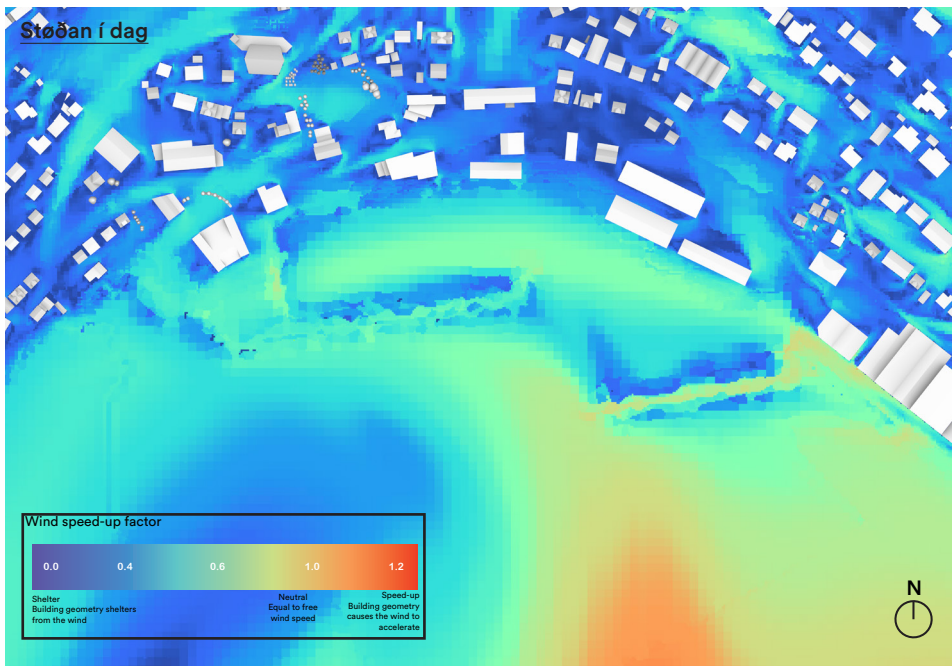 Støðan í dag
Wind speed-up factor
0.0 0.4 0.6 1.0 1.2
Shelter
Building geometry shelters
from the wind
Neutral
Equal to free
wind speed
Speed-up
Building geometry
causes the wind to
accelerate
N